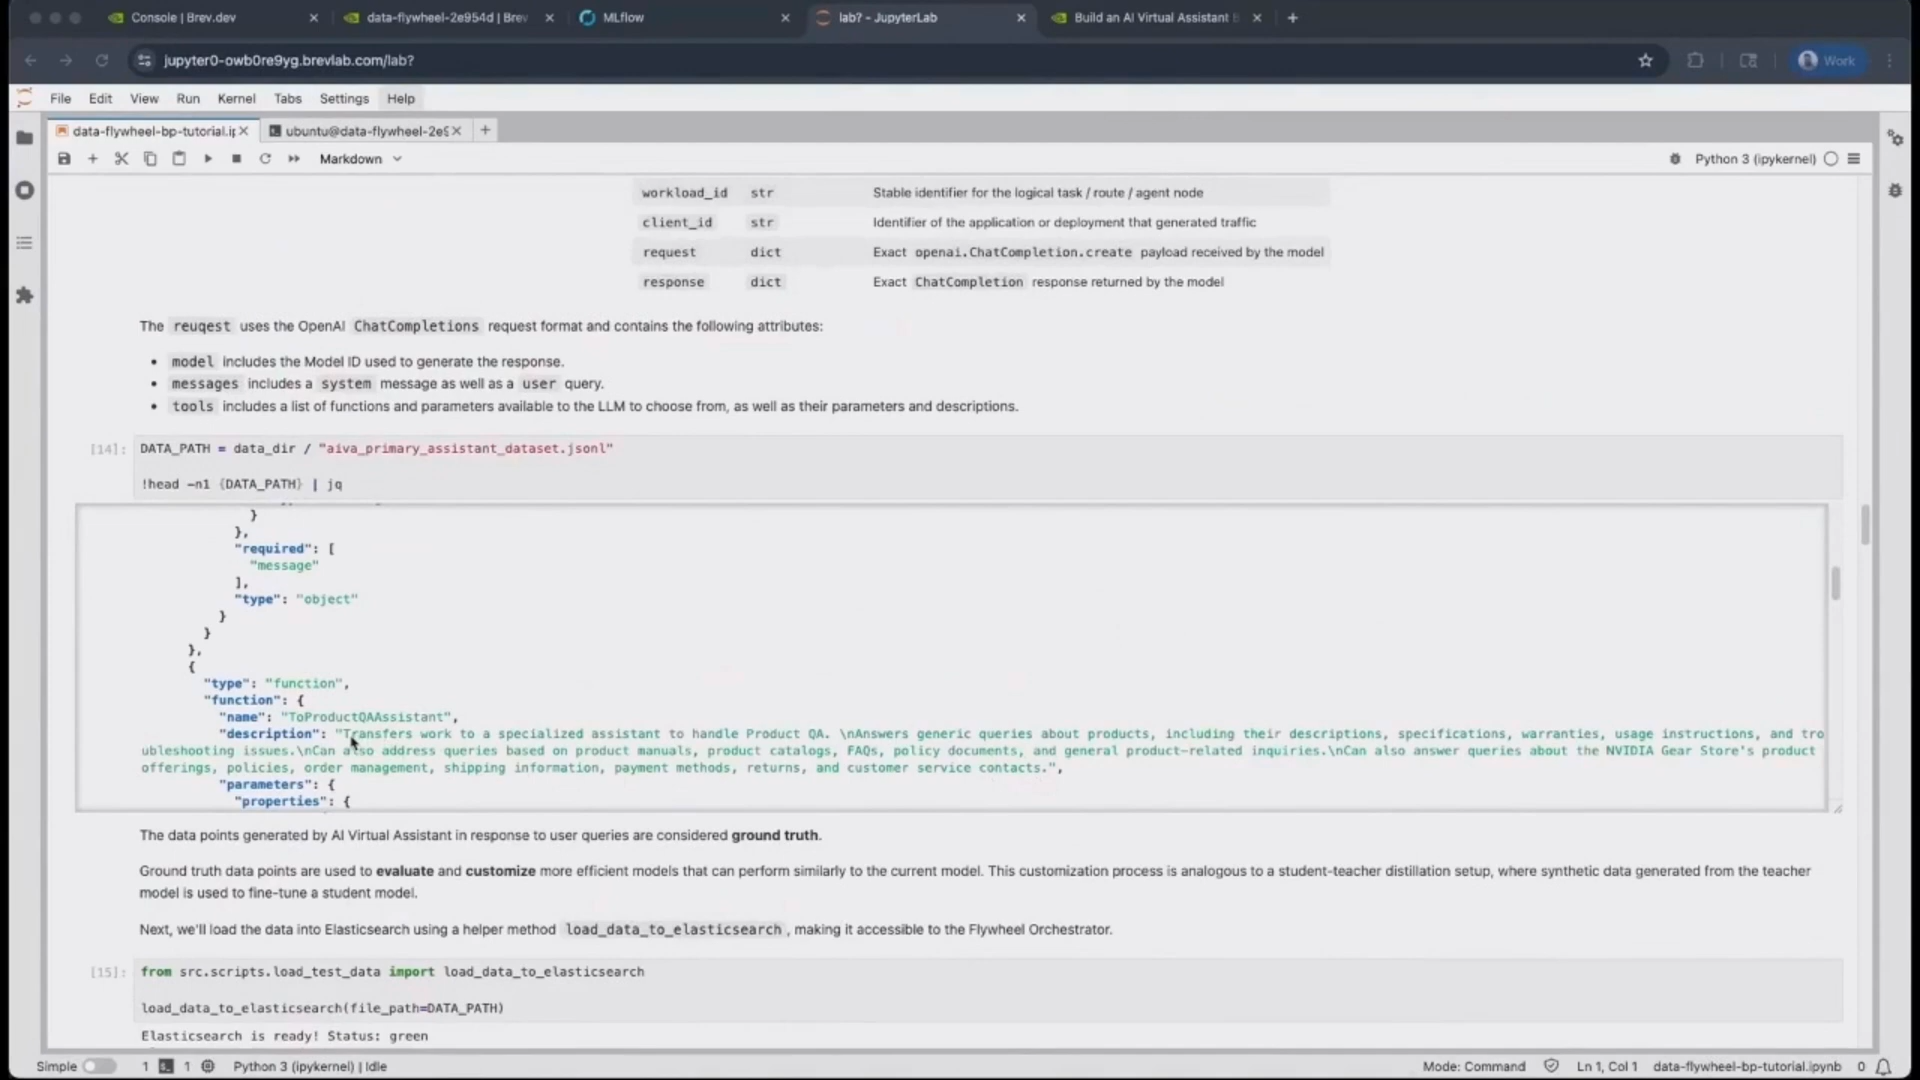 Console | Brev.dev
data-flywheel-2e954d | Brev
MLflow
lab? - JupyterLab
Build an AI Virtual Assistant
jupyter0-owb0re9yg.brevlab.com/lab?
Work
File Edit View Run Kernel Tabs Settings Help
data-flywheel-bp-tutorial.ip
ubuntu@data-flywheel-2e9
Markdown
Python 3 (ipykernel)
workload_id str Stable identifier for the logical task / route / agent node
client_id str Identifier of the application or deployment that generated traffic
request dict Exact openai.ChatCompletion.create payload received by the model
response dict Exact ChatCompletion response returned by the model
The reuqest uses the OpenAI ChatCompletions request format and contains the following attributes:
• model includes the Model ID used to generate the response.
• messages includes a system message as well as a user query.
• tools includes a list of functions and parameters available to the LLM to choose from, as well as their parameters and descriptions.
[14]: DATA_PATH = data_dir / "aiva_primary_assistant_dataset.jsonl"
!head -n1 {DATA_PATH} | jq
}
},
"required": [
"message"
],
"type": "object"
}
}
},
{
"type": "function",
"function": {
"name": "ToProductQAAssistant",
"description": "Transfers work to a specialized assistant to handle Product QA. \nAnswers generic queries about products, including their descriptions, specifications, warranties, usage instructions, and tro
ubleshooting issues.\nCan also address queries based on product manuals, product catalogs, FAQs, policy documents, and general product-related inquiries.\nCan also answer queries about the NVIDIA Gear Store's product
offerings, policies, order management, shipping information, payment methods, returns, and customer service contacts.",
"parameters": {
"properties": {
The data points generated by AI Virtual Assistant in response to user queries are considered ground truth.
Ground truth data points are used to evaluate and customize more efficient models that can perform similarly to the current model. This customization process is analogous to a student-teacher distillation setup, where synthetic data generated from the teacher
model is used to fine-tune a student model.
Next, we'll load the data into Elasticsearch using a helper method load_data_to_elasticsearch, making it accessible to the Flywheel Orchestrator.
[15]: from src.scripts.load_test_data import load_data_to_elasticsearch
load_data_to_elasticsearch(file_path=DATA_PATH)
Elasticsearch is ready! Status: green
Simple 1 1 Python 3 (ipykernel) | Idle Mode: Command Ln 1, Col 1 data-flywheel-bp-tutorial.ipynb 0